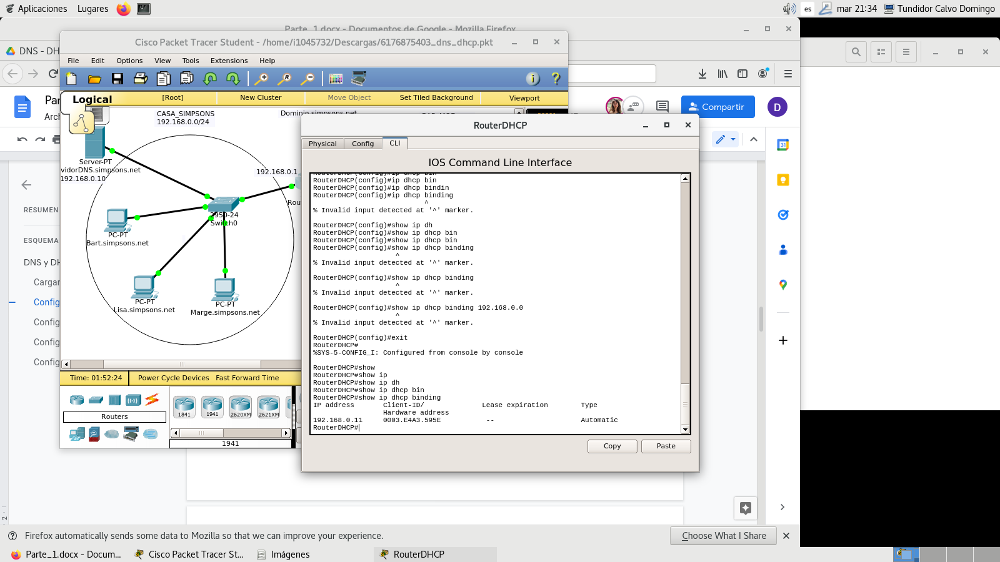 Aplicaciones Lugares es mar 21:34 Tundidor Calvo Domingo
Parte_1.docx - Documentos de Google - Mozilla Firefox
Cisco Packet Tracer Student - /home/i1045732/Descargas/6176875403_dns_dhcp.pkt
DNS - DH
File Edit Options View Tools Extensions Help
Logical [Root] New Cluster Move Object Set Tiled Background Viewport
Par
Arch
Compartir
D
CASA_SIMPSONS
192.168.0.0/24
Dominio simpsons.net
Server-PT
vidorDNS.simpsons.net
192.168.0.10
192.168.0.1
Rou
2950-24
Switch0
PC-PT
Bart.simpsons.net
PC-PT
Lisa.simpsons.net
PC-PT
Marge.simpsons.net
RESUMEN
ESQUEMA
DNS y DH
Cargar
Config
Config
Config
Config
Time: 01:52:24 Power Cycle Devices Fast Forward Time
Routers
1841 1941 2620XM 2621XM
1941
RouterDHCP
Physical Config CLI
IOS Command Line Interface
RouterDHCP(config)#ip dhcp bin
RouterDHCP(config)#ip dhcp bin
RouterDHCP(config)#ip dhcp bindin
RouterDHCP(config)#ip dhcp binding
^
% Invalid input detected at '^' marker.
RouterDHCP(config)#show ip dh
RouterDHCP(config)#show ip dhcp bin
RouterDHCP(config)#show ip dhcp bin
RouterDHCP(config)#show ip dhcp binding
^
% Invalid input detected at '^' marker.
RouterDHCP(config)#show ip dhcp binding
^
% Invalid input detected at '^' marker.
RouterDHCP(config)#show ip dhcp binding 192.168.0.0
^
% Invalid input detected at '^' marker.
RouterDHCP(config)#exit
RouterDHCP#
%SYS-5-CONFIG_I: Configured from console by console
RouterDHCP#show
RouterDHCP#show ip
RouterDHCP#show ip dh
RouterDHCP#show ip dhcp bin
RouterDHCP#show ip dhcp binding
IP address Client-ID/ Lease expiration Type
Hardware address
192.168.0.11 0003.E4A3.595E -- Automatic
RouterDHCP#
Copy Paste
31
2
Firefox automatically sends some data to Mozilla so that we can improve your experience. Choose What I Share
Parte_1.docx - Docum... Cisco Packet Tracer St... Imágenes RouterDHCP